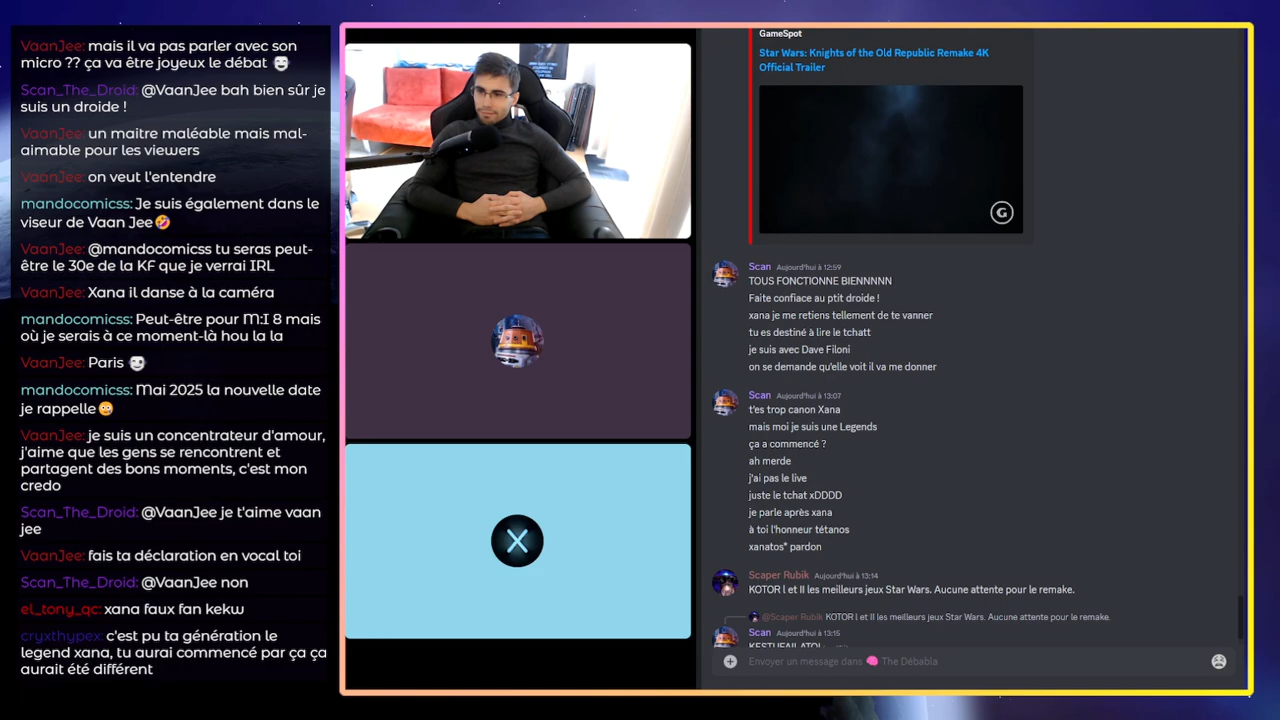 VaanJee: mais il va pas parler avec son
micro ?? ça va être joyeux le débat 💀
Scan_The_Droid: @VaanJee bah bien sûr je
suis un droide !
VaanJee: un maitre maléable mais mal-
aimable pour les viewers
VaanJee: on veut l'entendre
mandocomicss: Je suis également dans le
viseur de Vaan Jee🤣
VaanJee: @mandocomicss tu seras peut-
être le 30e de la KF que je verrai IRL
VaanJee: Xana il danse à la caméra
mandocomicss: Peut-être pour M:I 8 mais
où je serais à ce moment-là hou la la
VaanJee: Paris
mandocomicss: Mai 2025 la nouvelle date
je rappelle😳
VaanJee: je suis un concentrateur d'amour,
j'aime que les gens se rencontrent et
partagent des bons moments, c'est mon
credo
Scan_The_Droid: @VaanJee je t'aime vaan
jee
VaanJee: fais ta déclaration en vocal toi
Scan_The_Droid: @VaanJee non
el_tony_qc: xana faux fan kekw
cryxthypex: c'est pu ta génération le
legend xana, tu aurai commencé par ça ça
aurait été différent
X
GameSpot
Star Wars: Knights of the Old Republic Remake 4K
Official Trailer
G
Scan Aujourd'hui à 12:59
TOUS FONCTIONNE BIENNNNN
Faite confiace au ptit droide !
xana je me retiens tellement de te vanner
tu es destiné à lire le tchatt
je suis avec Dave Filoni
on se demande qu'elle voit il va me donner
Scan Aujourd'hui à 13:07
t'es trop canon Xana
mais moi je suis une Legends
ça a commencé ?
ah merde
j'ai pas le live
juste le tchat xDDDD
je parle après xana
à toi l'honneur tétanos
xanatos* pardon
Scaper Rubik Aujourd'hui à 13:14
KOTOR l et II les meilleurs jeux Star Wars. Aucune attente pour le remake.
@Scaper Rubik KOTOR l et II les meilleurs jeux Star Wars. Aucune attente pour le remake.
Scan Aujourd'hui à 13:15
Envoyer un message dans 🧠 The Débabla